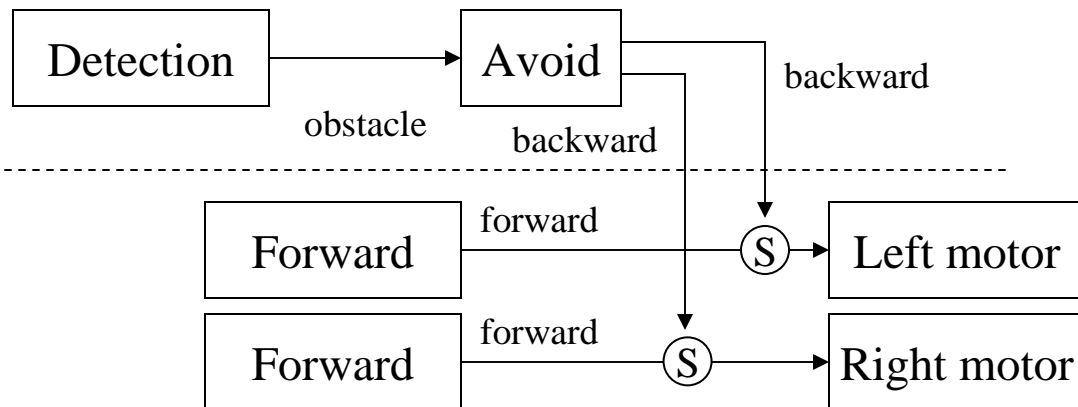 Detection
Avoid
backward
obstacle
backward
forward
Forward
S
Left motor
forward
Forward
S
Right motor